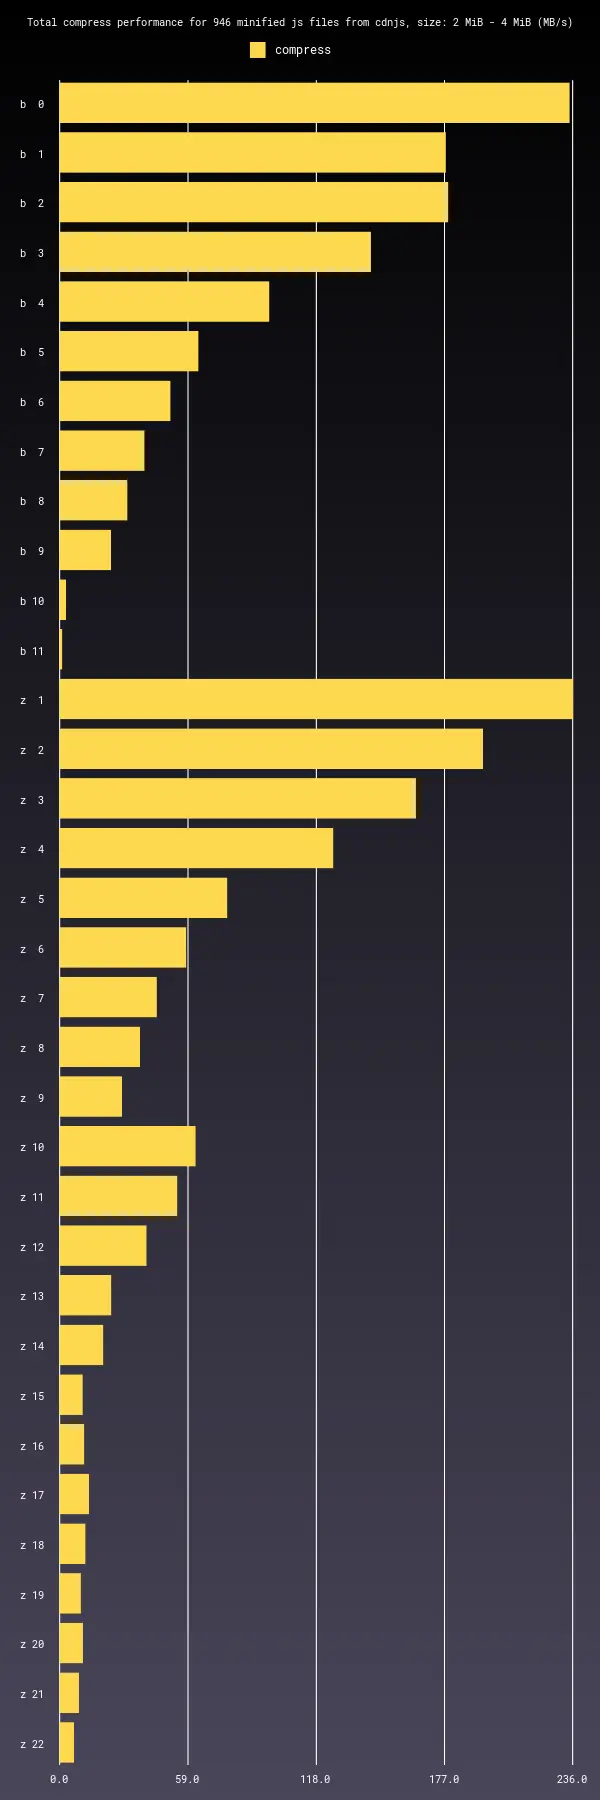 Total compress performance for 946 minified js files from cdnjs, size: 2 MiB - 4 MiB (MB/s)
compress
b 0
b 1
b 2
b 3
b 4
b 5
b 6
b 7
b 8
b 9
b 10
b 11
z 1
z 2
z 3
z 4
z 5
z 6
z 7
z 8
z 9
z 10
z 11
z 12
z 13
z 14
z 15
z 16
z 17
z 18
z 19
z 20
z 21
z 22
0.0 59.0 118.0 177.0 236.0